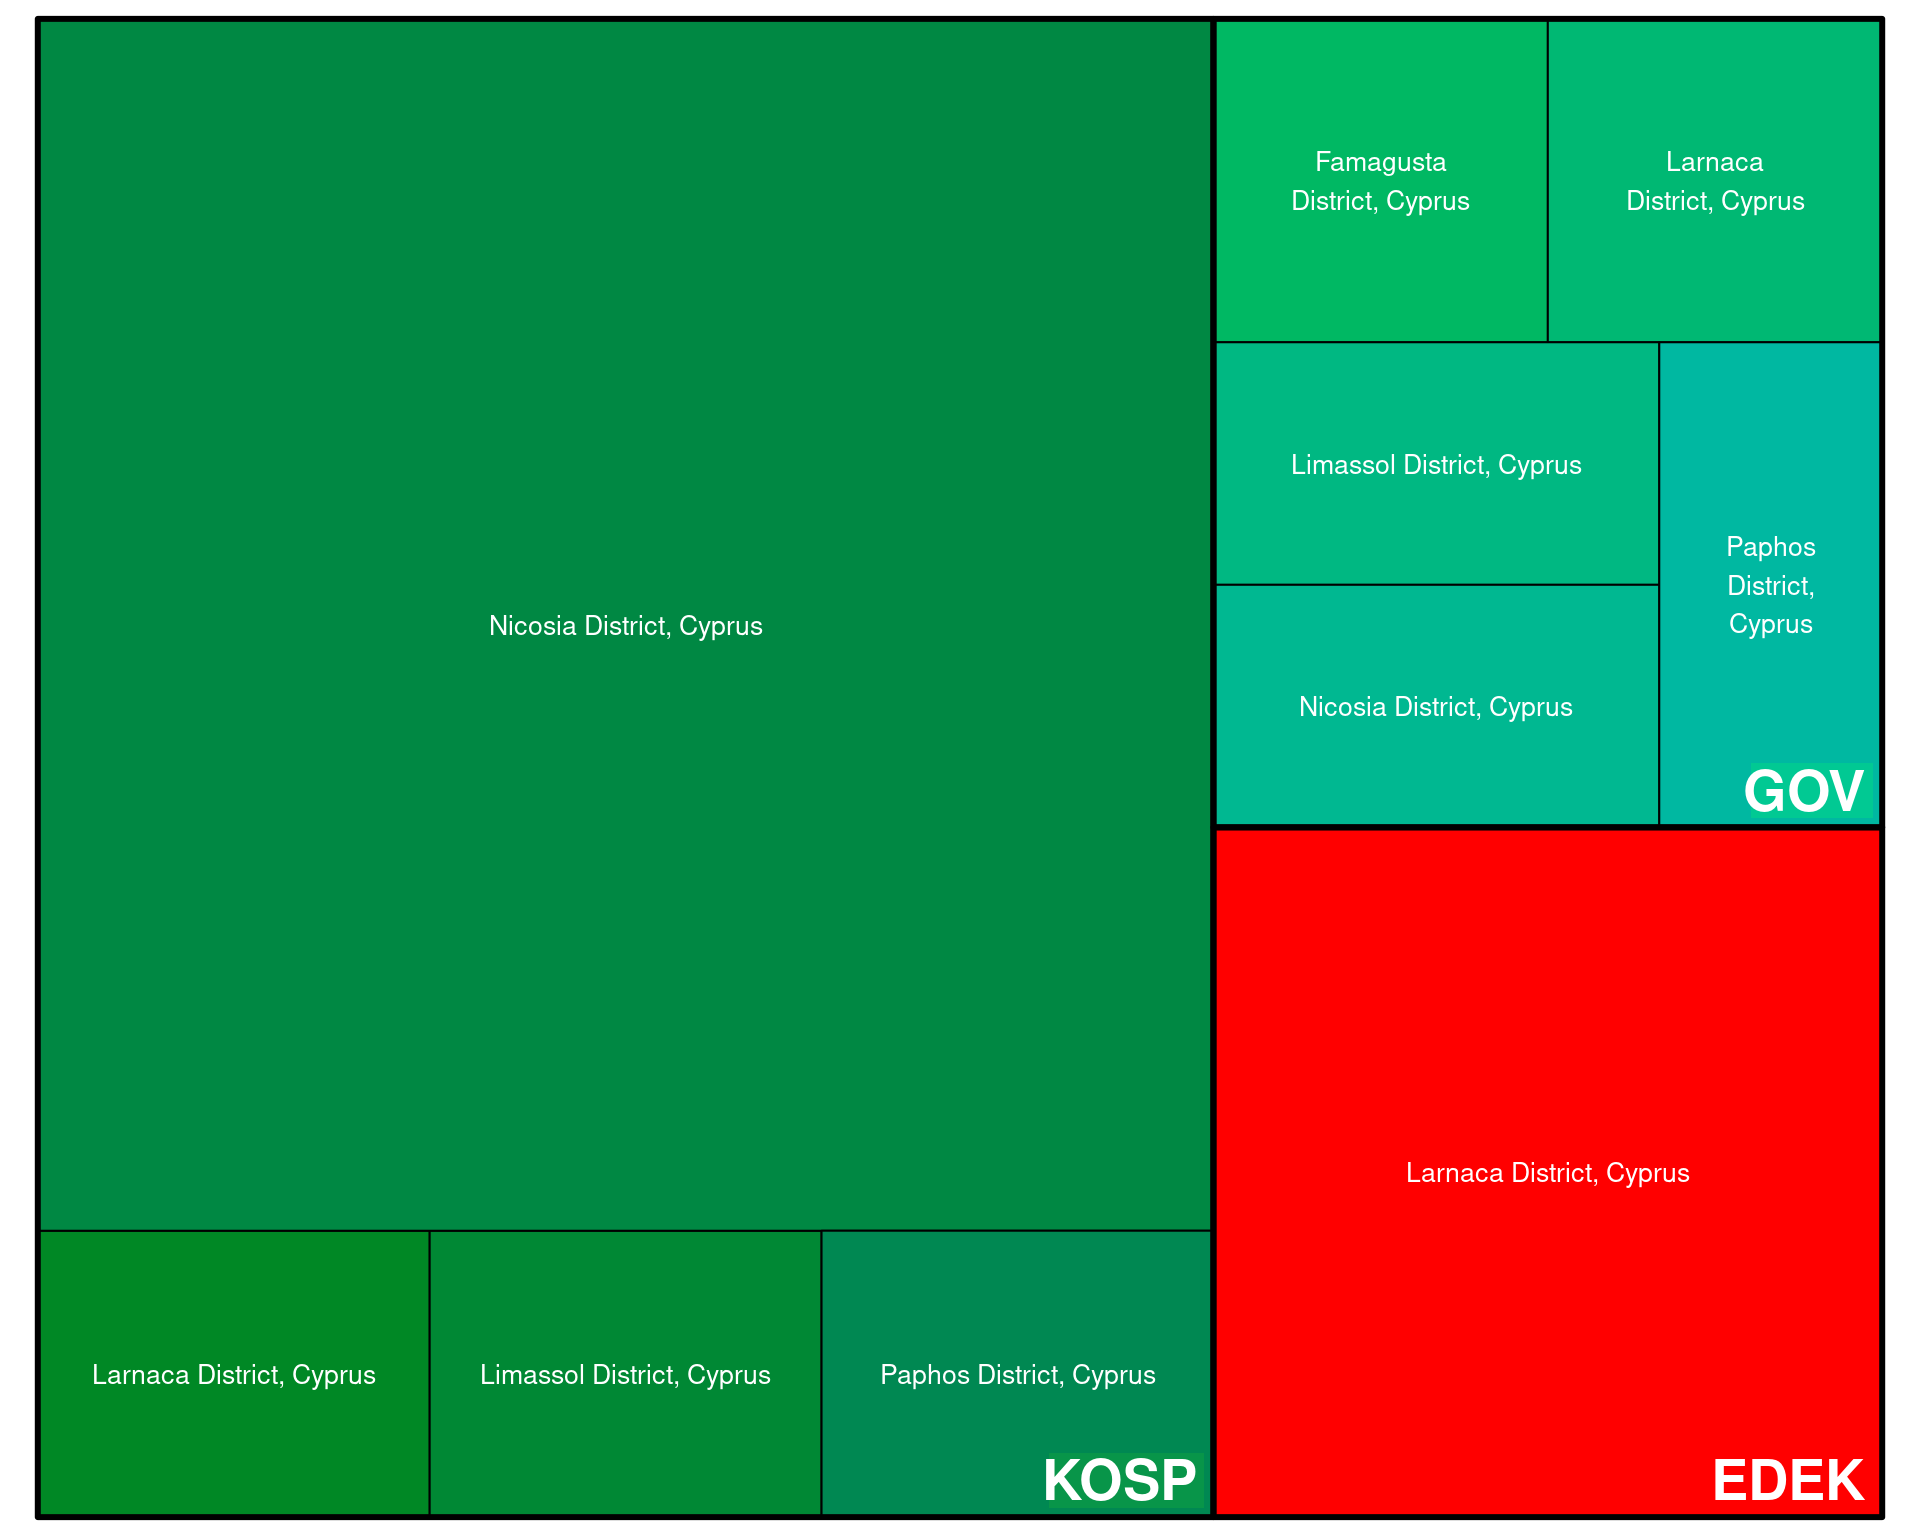 Nicosia District, Cyprus
Larnaca District, Cyprus
Limassol District, Cyprus
Paphos District, Cyprus
KOSP
Famagusta
District, Cyprus
Larnaca
District, Cyprus
Limassol District, Cyprus
Nicosia District, Cyprus
Paphos
District,
Cyprus
GOV
Larnaca District, Cyprus
EDEK